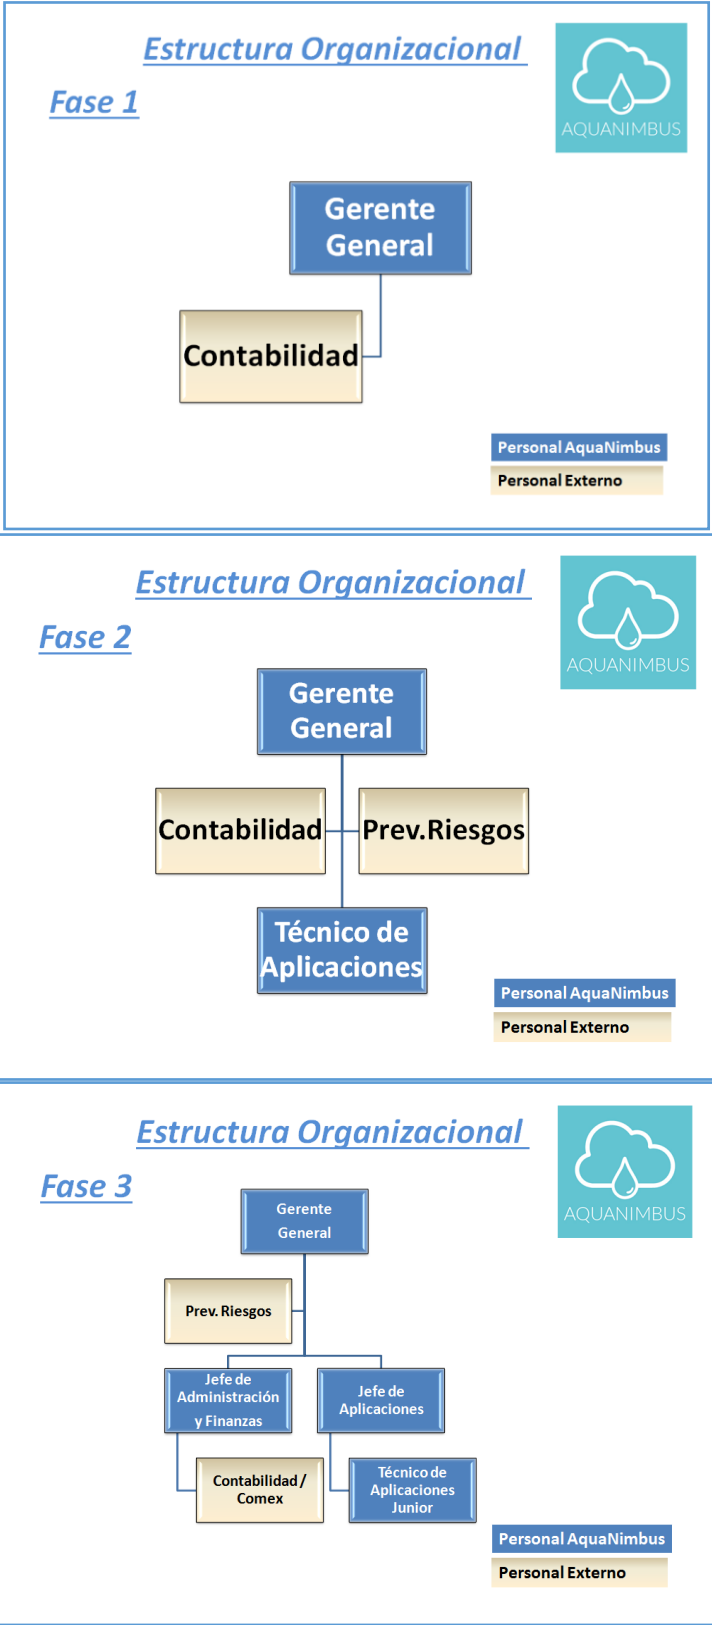 Estructura Organizacional
Fase 1
AQUANIMBUS
Gerente
General
Contabilidad
Personal AquaNimbus
Personal Externo
Estructura Organizacional
Fase 2
AQUANIMBUS
Gerente
General
Contabilidad
Prev.Riesgos
Técnico de
Aplicaciones
Personal AquaNimbus
Personal Externo
Estructura Organizacional
Fase 3
AQUANIMBUS
Gerente
General
Prev. Riesgos
Jefe de
Administración
y Finanzas
Jefe de
Aplicaciones
Contabilidad /
Comex
Técnico de
Aplicaciones
Junior
Personal AquaNimbus
Personal Externo